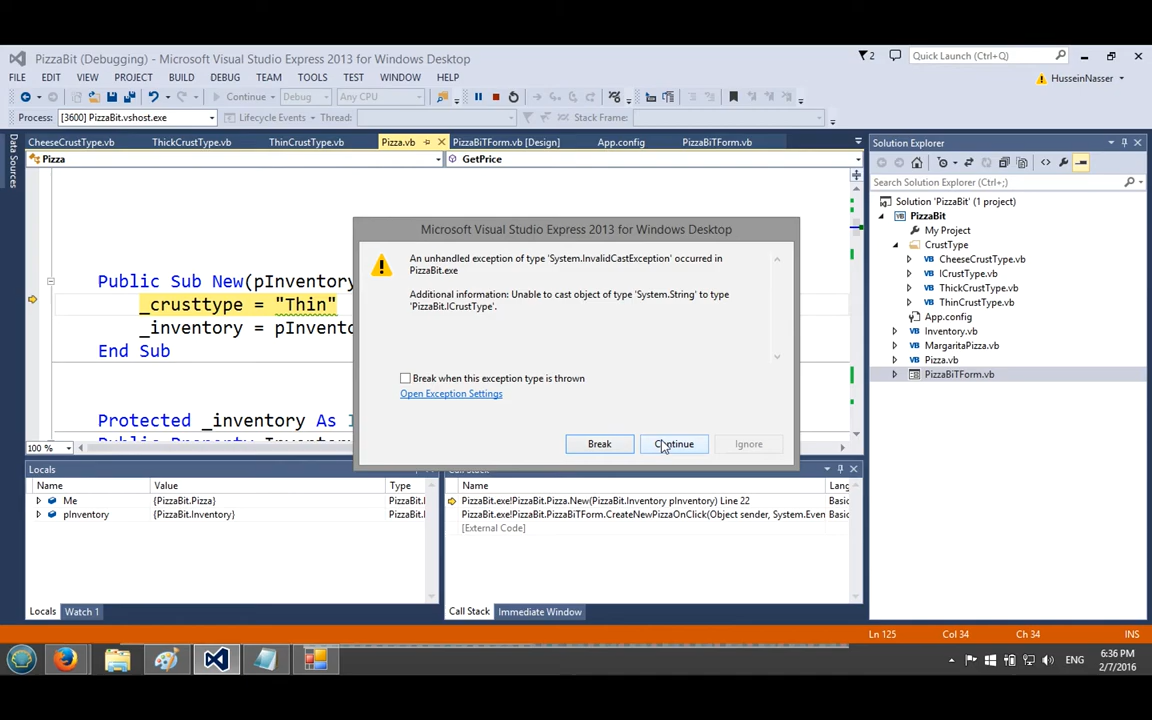 PizzaBit (Debugging) - Microsoft Visual Studio Express 2013 for Windows Desktop
2
Quick Launch (Ctrl+Q)
FILE EDIT VIEW PROJECT BUILD DEBUG TEAM TOOLS TEST WINDOW HELP
HusseinNasser
Continue Debug Any CPU
Process: [3600] PizzaBit.vshost.exe Lifecycle Events Thread: Stack Frame:
Data Sources
CheeseCrustType.vb ThickCrustType.vb ThinCrustType.vb Pizza.vb PizzaBiTForm.vb [Design] App.config PizzaBiTForm.vb
Pizza GetPrice
Public Sub New(pInventory
_crusttype = "Thin"
_inventory = pInvento
End Sub
Protected _inventory As I
Public Property Inventory
100 %
Microsoft Visual Studio Express 2013 for Windows Desktop
An unhandled exception of type 'System.InvalidCastException' occurred in
PizzaBit.exe
Additional information: Unable to cast object of type 'System.String' to type
'PizzaBit.ICrustType'.
Break when this exception type is thrown
Open Exception Settings
Break Continue Ignore
Solution Explorer
Search Solution Explorer (Ctrl+;)
Solution 'PizzaBit' (1 project)
PizzaBit
My Project
CrustType
CheeseCrustType.vb
ICrustType.vb
ThickCrustType.vb
ThinCrustType.vb
App.config
Inventory.vb
MargaritaPizza.vb
Pizza.vb
PizzaBiTForm.vb
Locals
Name Value Type
Me {PizzaBit.Pizza} PizzaBit.
pInventory {PizzaBit.Inventory} PizzaBit.
Locals Watch 1
Name Lang
PizzaBit.exe!PizzaBit.Pizza.New(PizzaBit.Inventory pInventory) Line 22 Basic
PizzaBit.exe!PizzaBit.PizzaBiTForm.CreateNewPizzaOnClick(Object sender, System.Even Basic
[External Code]
Call Stack Immediate Window
Ln 125 Col 34 Ch 34 INS
ENG
6:36 PM
2/7/2016